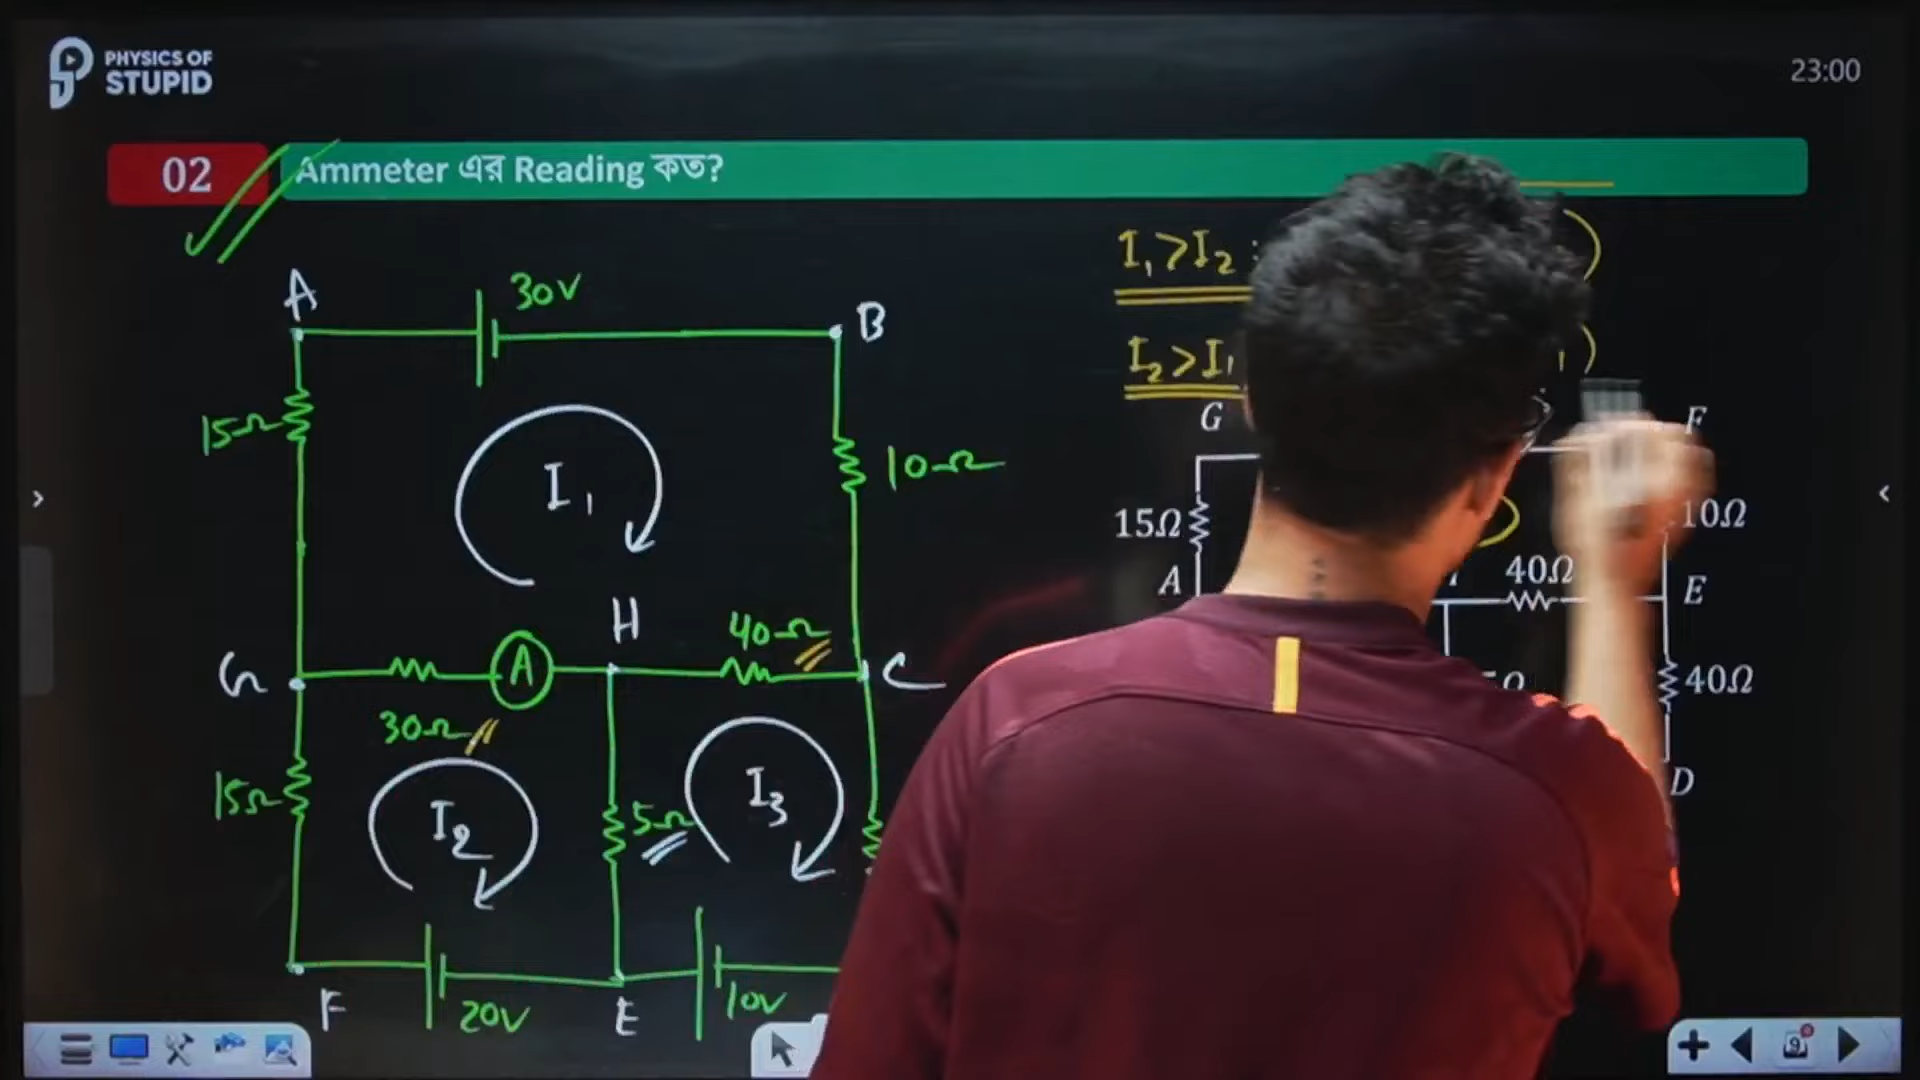 PHYSICS OF
STUPID
23:00
02
Ammeter এর Reading কত?
A
30V
B
15Ω
10Ω
I₁
H
40Ω
G
A
C
30Ω
15Ω
I₂
5Ω
I₃
F
20V
E
10V
I₁>I₂
I₂>I₁
G
F
15Ω
10Ω
A
40Ω
E
40Ω
D